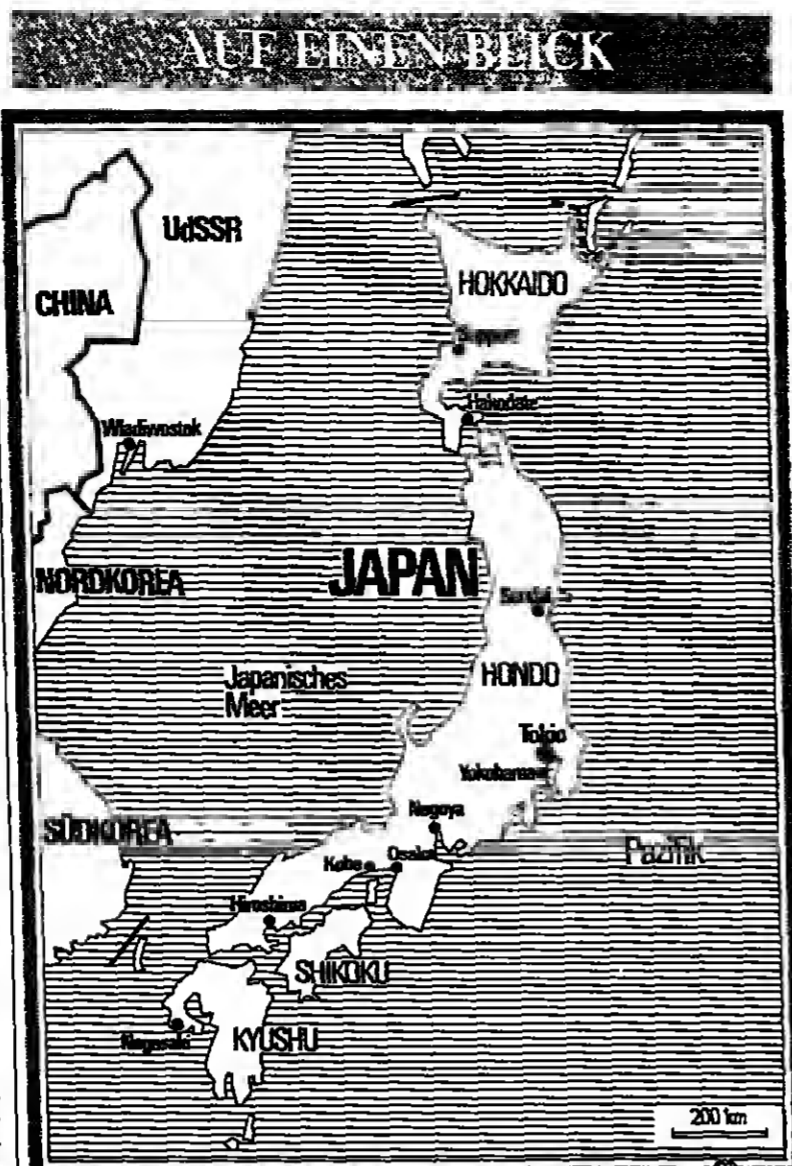 AUF EINEN BLICK
UdSSR
HOKKAIDO
CHINA
Sapporo
Hakodate
Wladiwostok
JAPAN
NORDKOREA
Sendai
HONDO
Japanisches
Meer
Tokio
Yokohama
Nagoya
SÜDKOREA
Pazifik
Osaka
Kobe
Hiroshima
SHIKOKU
Nagasaki
KYUSHU
200 km